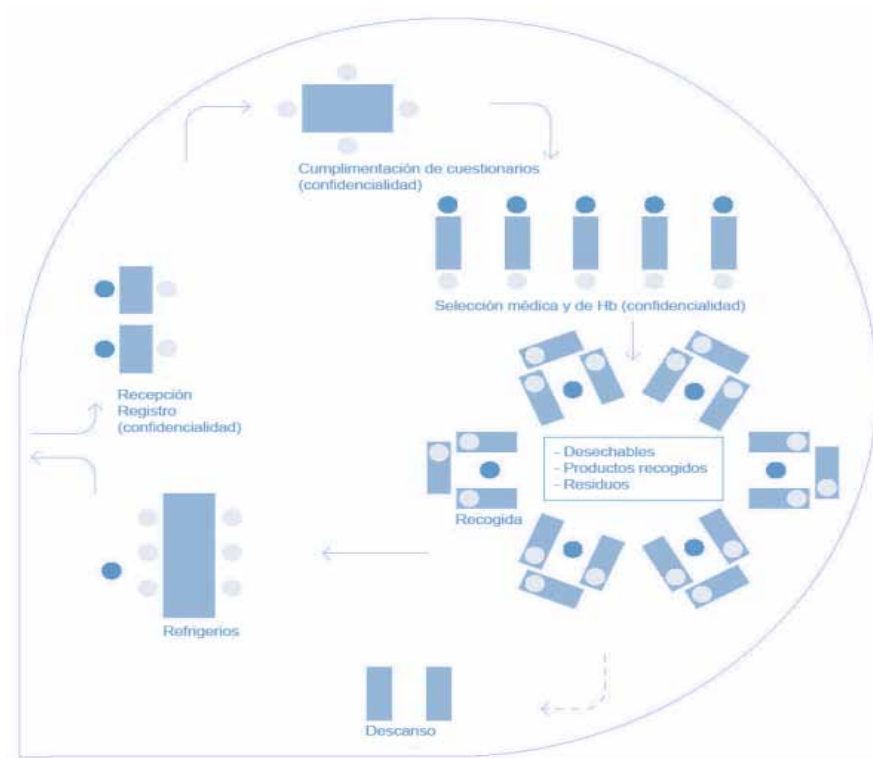 Cumplimentación de cuestionarios
(confidencialidad)
Selección médica y de Hb (confidencialidad)
Recepción
Registro
(confidencialidad)
- Desechables
- Productos recogidos
- Residuos
Recogida
Refrigerios
Descanso